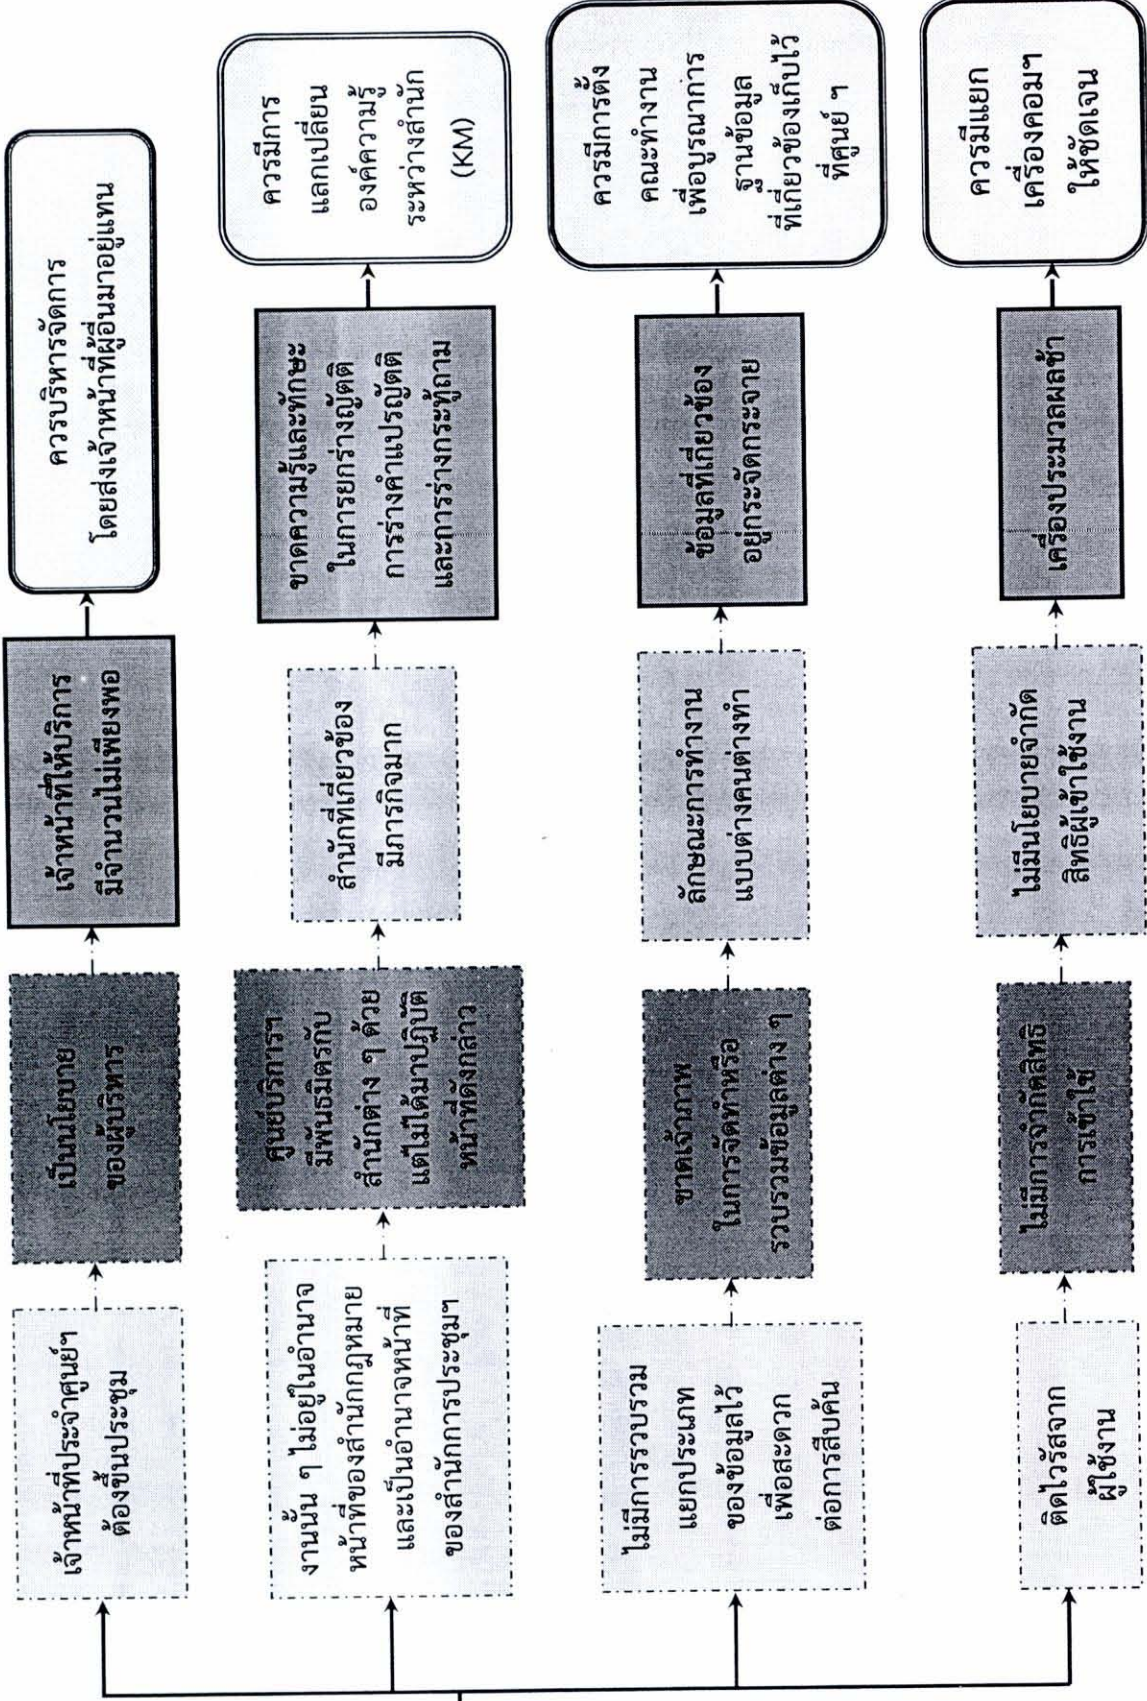 เจ้าหน้าที่ประจำศูนย์ฯ
ต้องขึ้นประชุม
เป็นนโยบาย
ของผู้บริหาร
เจ้าหน้าที่ให้บริการ
มีจำนวนไม่เพียงพอ
ควรบริหารจัดการ
โดยส่งเจ้าหน้าที่ผู้อื่นมาอยู่แทน
งานนั้น ๆ ไม่อยู่ในอำนาจ
หน้าที่ของสำนักกฎหมาย
และเป็นอำนาจหน้าที่
ของสำนักการประชุมฯ
ศูนย์บริการฯ
มีพันธมิตรกับ
สำนักต่าง ๆ ด้วย
แต่ไม่ได้มาปฏิบัติ
หน้าที่ดังกล่าว
สำนักที่เกี่ยวข้อง
มีภารกิจมาก
ขาดความรู้และทักษะ
ในการยกร่างญัตติ
การร่างคำแปรญัตติ
และการร่างกระทู้ถาม
ควรมีการ
แลกเปลี่ยน
องค์ความรู้
ระหว่างสำนัก
(KM)
ไม่มีการรวบรวม
แยกประเภท
ของข้อมูลไว้
เพื่อสะดวก
ต่อการสืบค้น
ขาดเจ้าภาพ
ในการจัดทำหรือ
รวบรวมข้อมูลต่าง ๆ
ลักษณะการทำงาน
แบบต่างคนต่างทำ
ข้อมูลที่เกี่ยวข้อง
อยู่กระจัดกระจาย
ควรมีการตั้ง
คณะทำงาน
เพื่อบูรณาการ
ฐานข้อมูล
ที่เกี่ยวข้องเก็บไว้
ที่ศูนย์ ฯ
ติดไวรัสจาก
ผู้ใช้งาน
ไม่มีการจำกัดสิทธิ
การเข้าใช้
ไม่มีนโยบายจำกัด
สิทธิผู้เข้าใช้งาน
เครื่องประมวลผลช้า
ควรมีแยก
เครื่องคอมฯ
ให้ชัดเจน